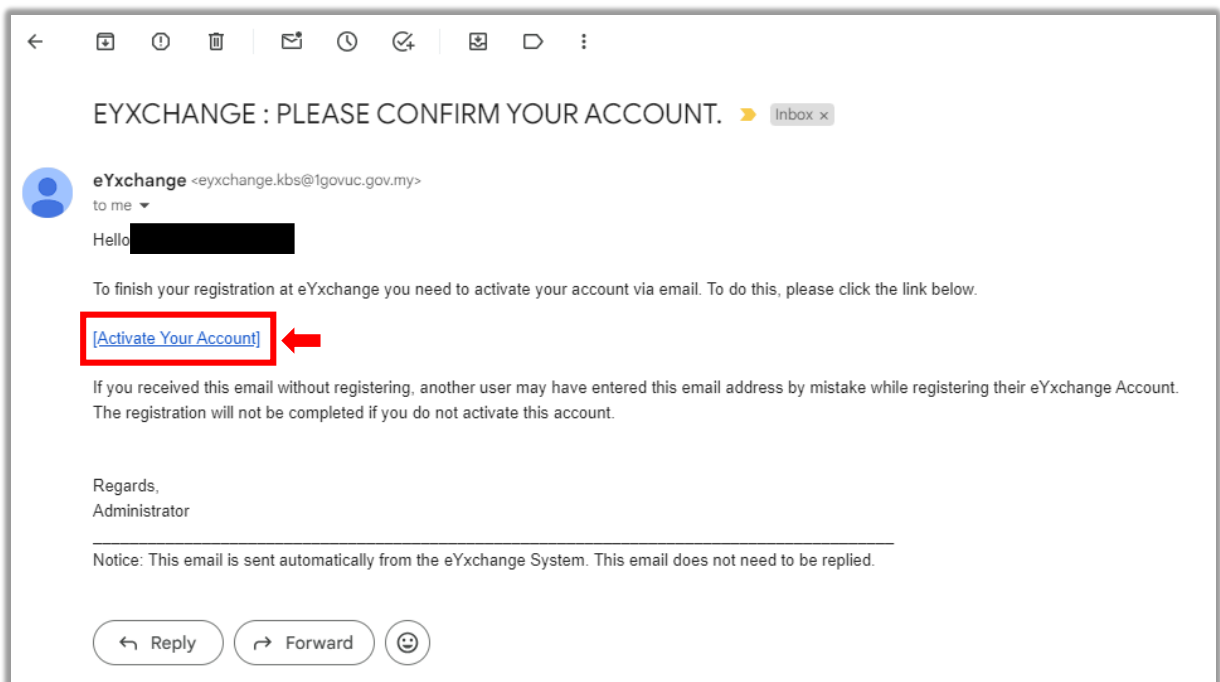 EYXCHANGE : PLEASE CONFIRM YOUR ACCOUNT. Inbox ×
eYxchange <eyxchange.kbs@1govuc.gov.my>
to me
Hello
To finish your registration at eYxchange you need to activate your account via email. To do this, please click the link below.
[Activate Your Account]
If you received this email without registering, another user may have entered this email address by mistake while registering their eYxchange Account.
The registration will not be completed if you do not activate this account.
Regards,
Administrator
Notice: This email is sent automatically from the eYxchange System. This email does not need to be replied.
Reply Forward